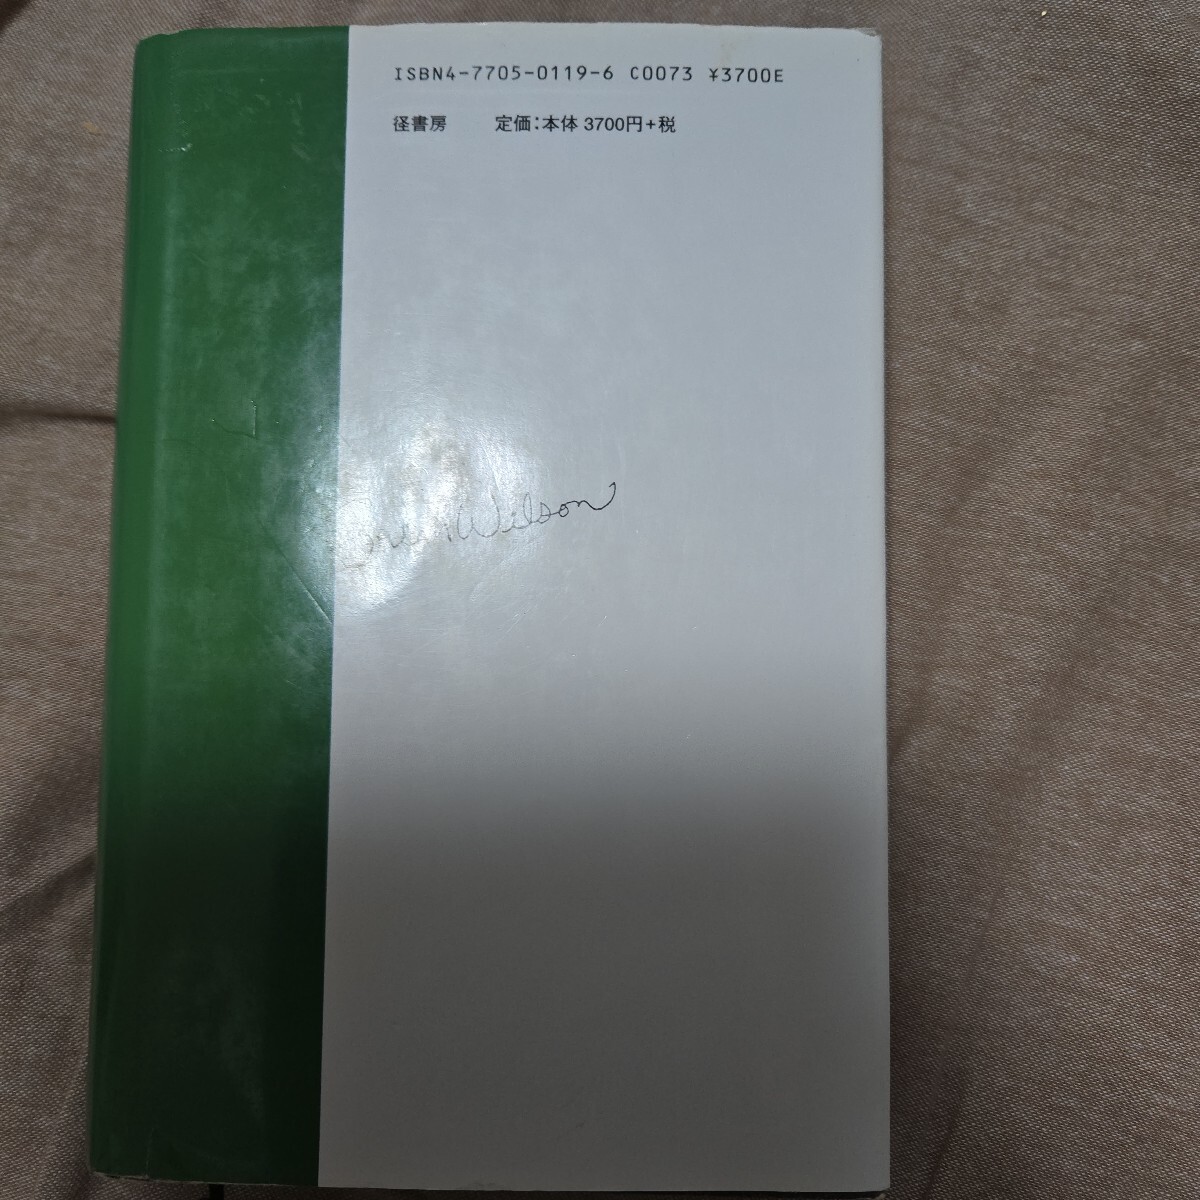 ISBN4-7705-0119-6 C0073 ¥3700E
径書房 定価：本体 3700円+税
Wilson